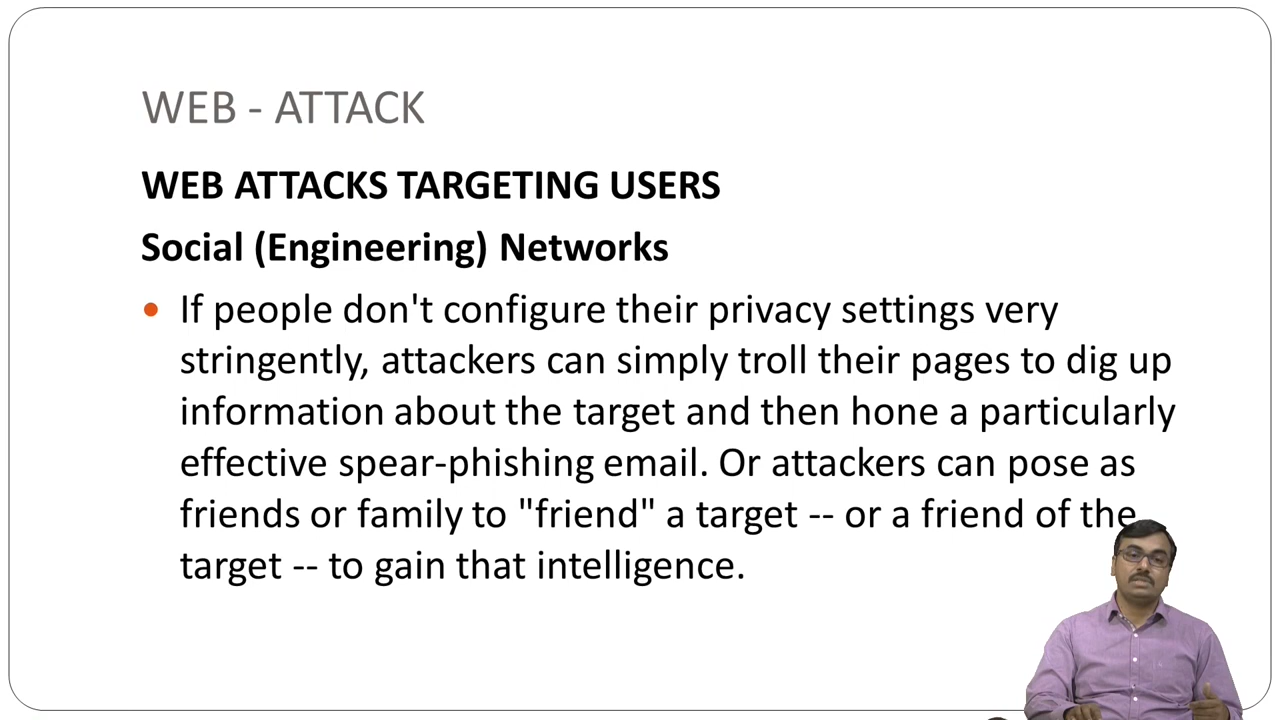 WEB - ATTACK
WEB ATTACKS TARGETING USERS
Social (Engineering) Networks
• If people don't configure their privacy settings very
stringently, attackers can simply troll their pages to dig up
information about the target and then hone a particularly
effective spear-phishing email. Or attackers can pose as
friends or family to "friend" a target -- or a friend of the
target -- to gain that intelligence.